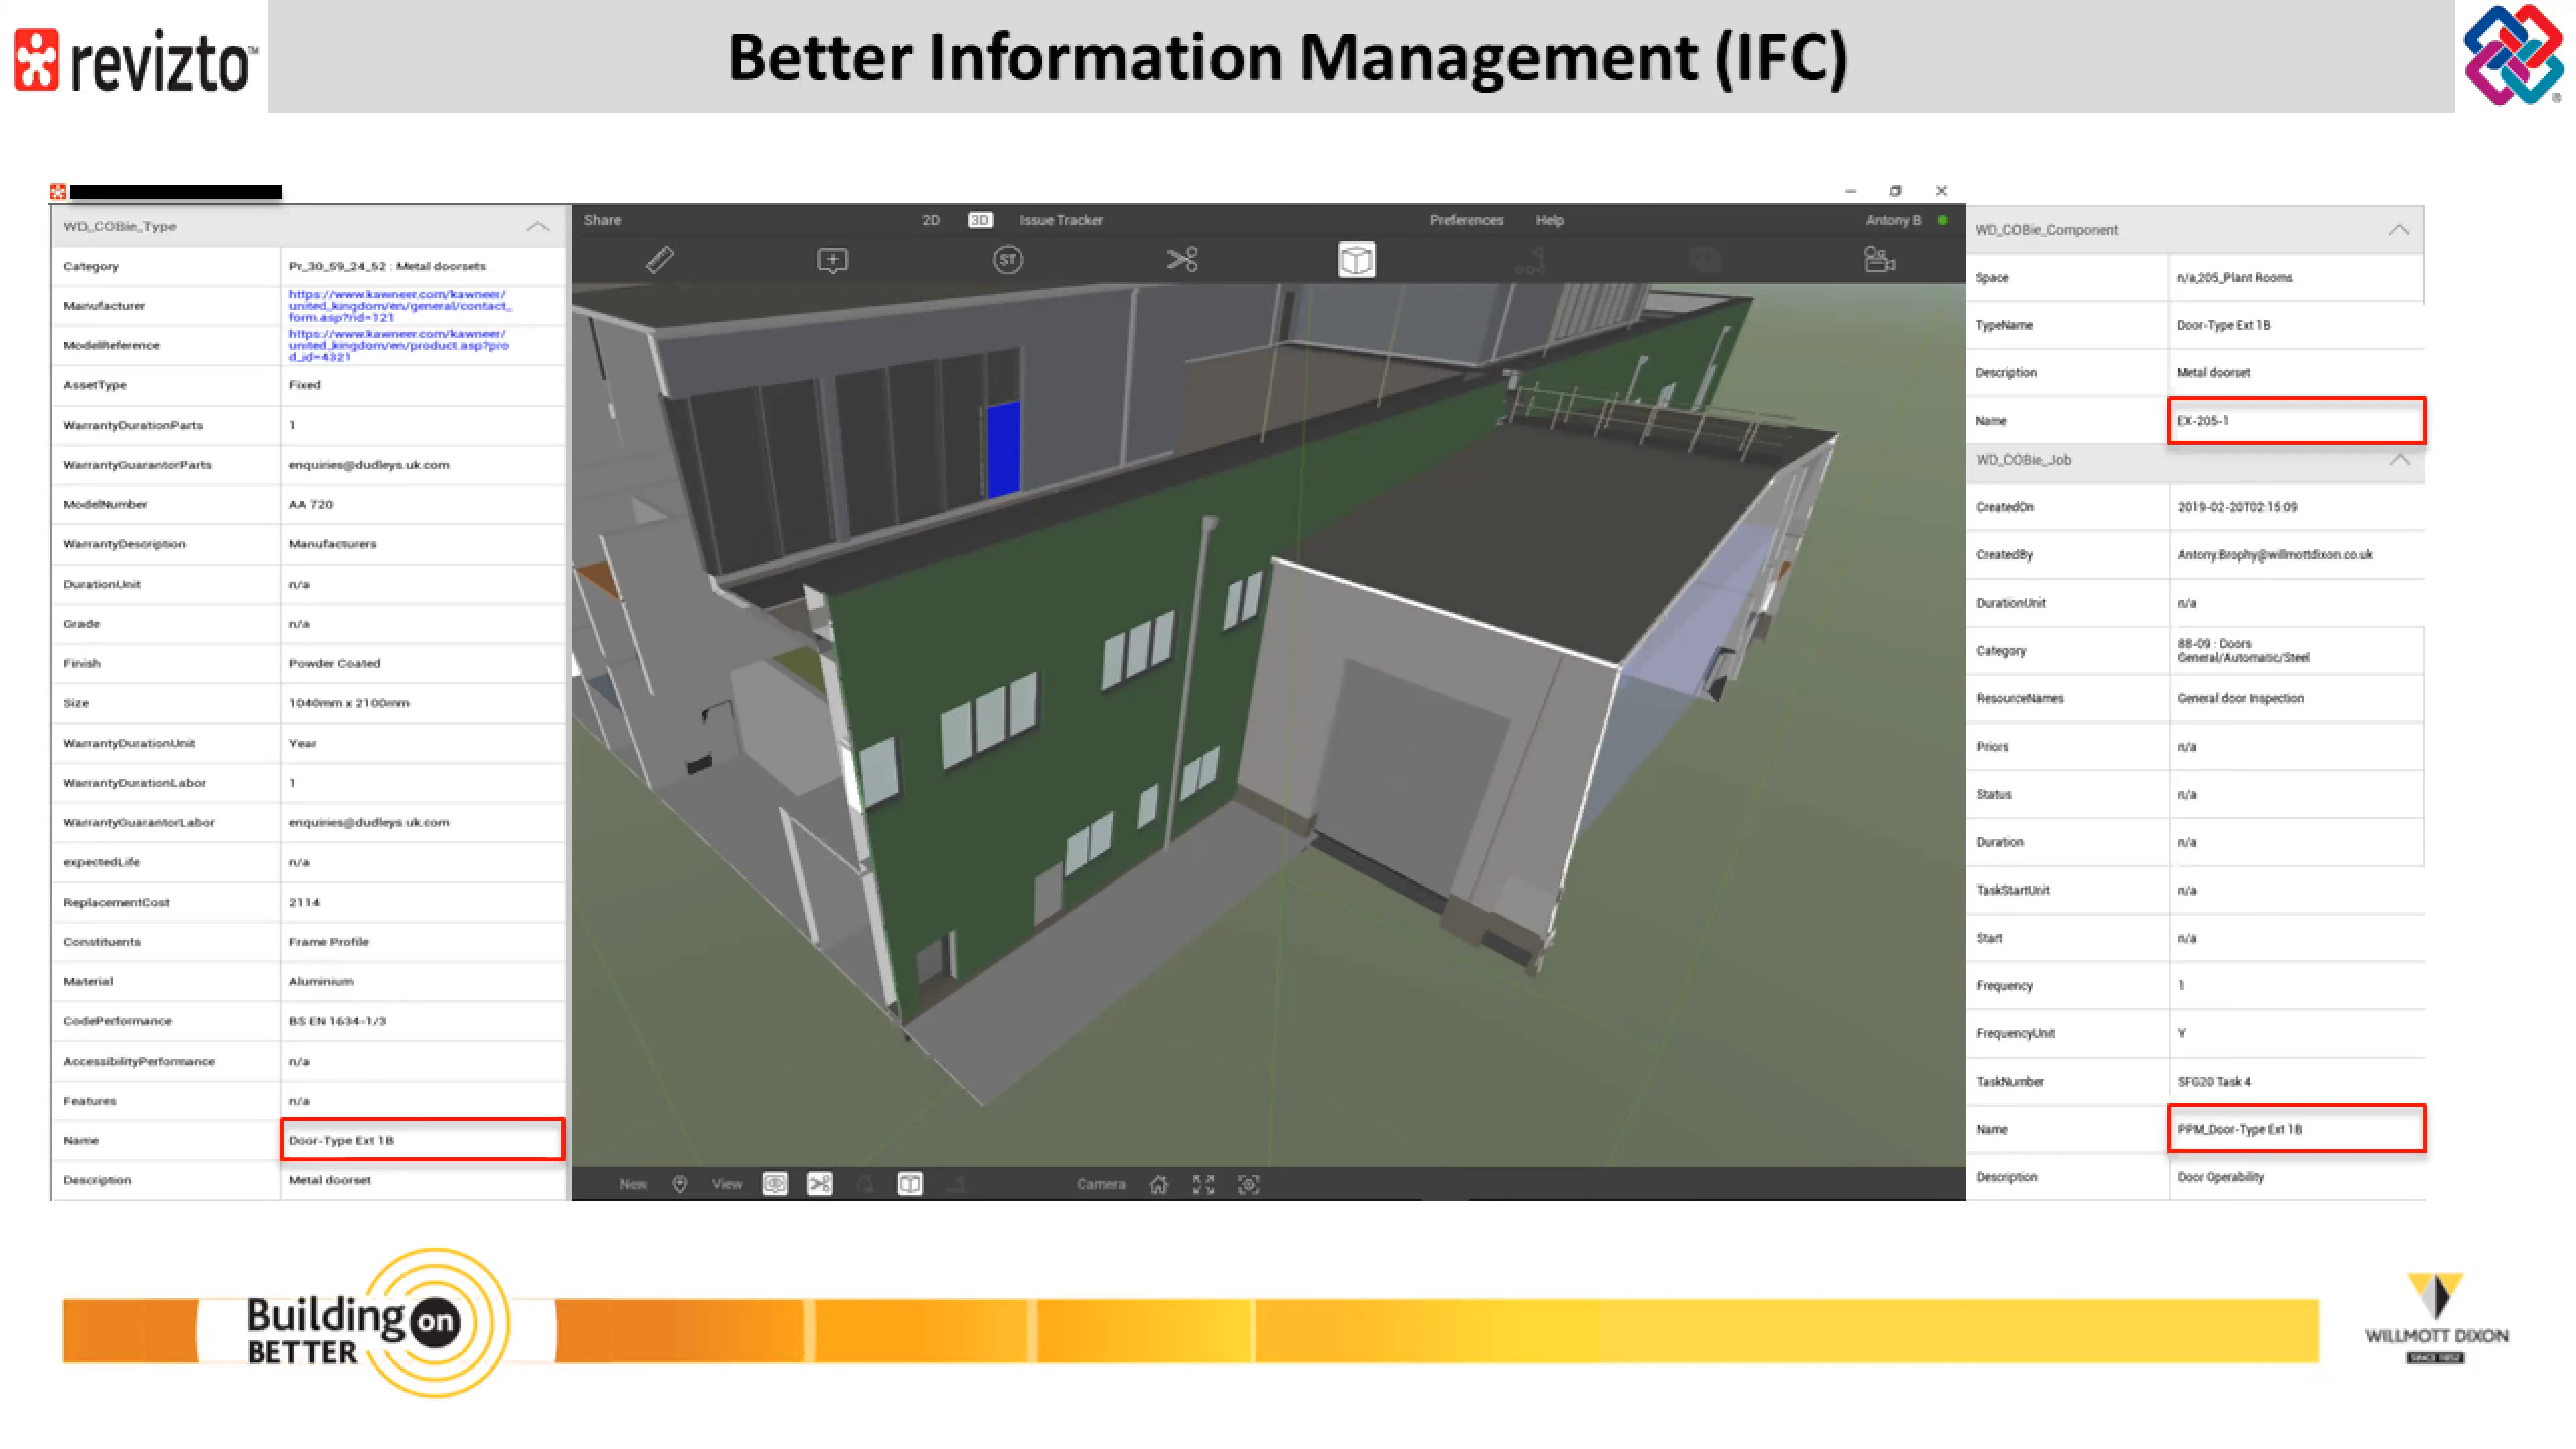 revizto™
Better Information Management (IFC)
®
WD_COBie_Type
Category Pr_30_59_24_52 : Metal doorsets
Manufacturer https://www.kawneer.com/kawneer/
united_kingdom/en/general/contact_
form.asp?rid=121
ModelReference https://www.kawneer.com/kawneer/
united_kingdom/en/product.asp?pro
d_id=4321
AssetType Fixed
WarrantyDurationParts 1
WarrantyGuarantorParts enquiries@dudleys.uk.com
ModelNumber AA 720
WarrantyDescription Manufacturers
DurationUnit n/a
Grade n/a
Finish Powder Coated
Size 1040mm x 2100mm
WarrantyDurationUnit Year
WarrantyDurationLabor 1
WarrantyGuarantorLabor enquiries@dudleys.uk.com
expectedLife n/a
ReplacementCost 2114
Constituents Frame Profile
Material Aluminium
CodePerformance BS EN 1634-1/3
AccessibilityPerformance n/a
Features n/a
Name Door-Type Ext 1B
Description Metal doorset
Share 2D 3D Issue Tracker Preferences Help Antony B
ST
New View Camera
WD_COBie_Component
Space n/a,205_Plant Rooms
TypeName Door-Type Ext 1B
Description Metal doorset
Name EX-205-1
WD_COBie_Job
CreatedOn 2019-02-20T02:15:09
CreatedBy Antony.Brophy@willmottdixon.co.uk
DurationUnit n/a
Category 88-09 : Doors
General/Automatic/Steel
ResourceNames General door Inspection
Priors n/a
Status n/a
Duration n/a
TaskStartUnit n/a
Start n/a
Frequency 1
FrequencyUnit Y
TaskNumber SFG20 Task 4
Name PPM_Door-Type Ext 1B
Description Door Operability
Building on
BETTER
WILLMOTT DIXON
SINCE 1852